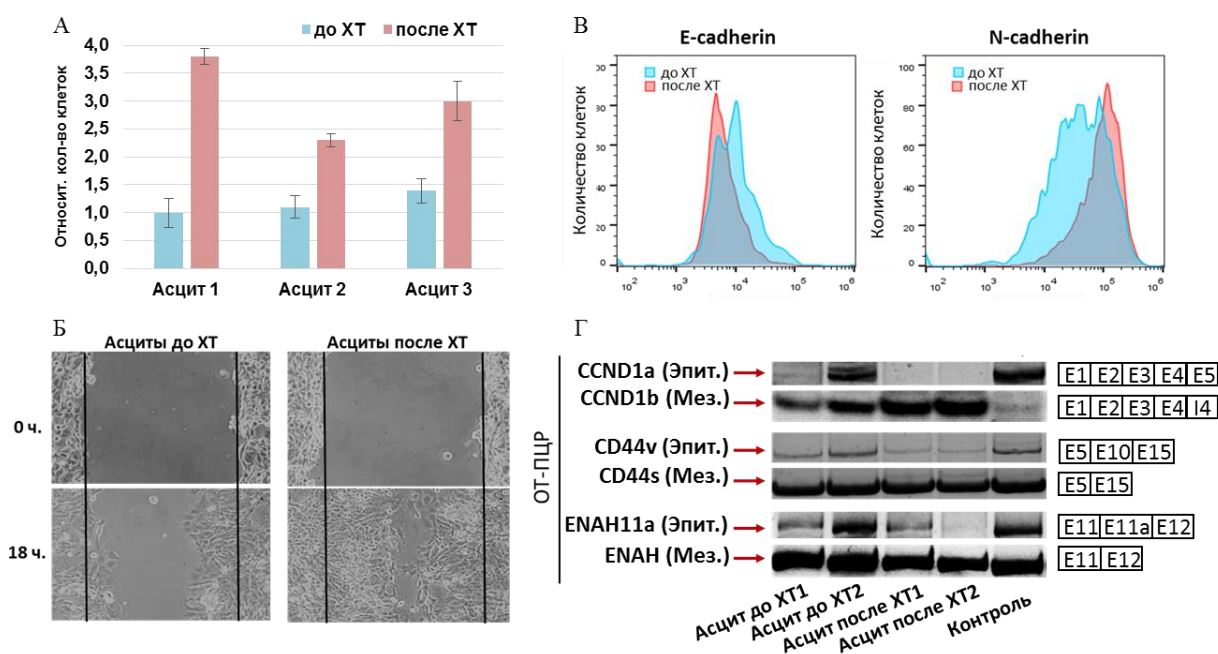 А
до ХТ после ХТ
Относит. кол-во клеток
4,0
3,5
3,0
2,5
2,0
1,5
1,0
0,5
0,0
Асцит 1 Асцит 2 Асцит 3
В
E-cadherin
до ХТ
после ХТ
Количество клеток
80
60
40
20
0
10² 10³ 10⁴ 10⁵ 10⁶
N-cadherin
до ХТ
после ХТ
Количество клеток
100
80
60
40
20
0
10² 10³ 10⁴ 10⁵ 10⁶
Б
Асциты до ХТ Асциты после ХТ
0 ч.
18 ч.
Г
ОТ-ПЦР
CCND1a (Эпит.) E1 E2 E3 E4 E5
CCND1b (Мез.) E1 E2 E3 E4 I4
CD44v (Эпит.) E5 E10 E15
CD44s (Мез.) E5 E15
ENAH11a (Эпит.) E11 E11a E12
ENAH (Мез.) E11 E12
Асцит до ХТ1
Асцит до ХТ2
Асцит после ХТ1
Асцит после ХТ2
Контроль